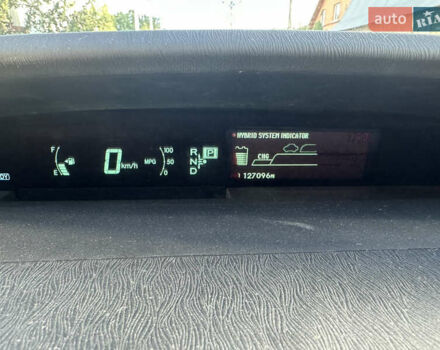 auto RIA
HYBRID SYSTEM INDICATOR
F
E
0 km/h
MPG
100
50
0
R
N
D
P
CHG
127096